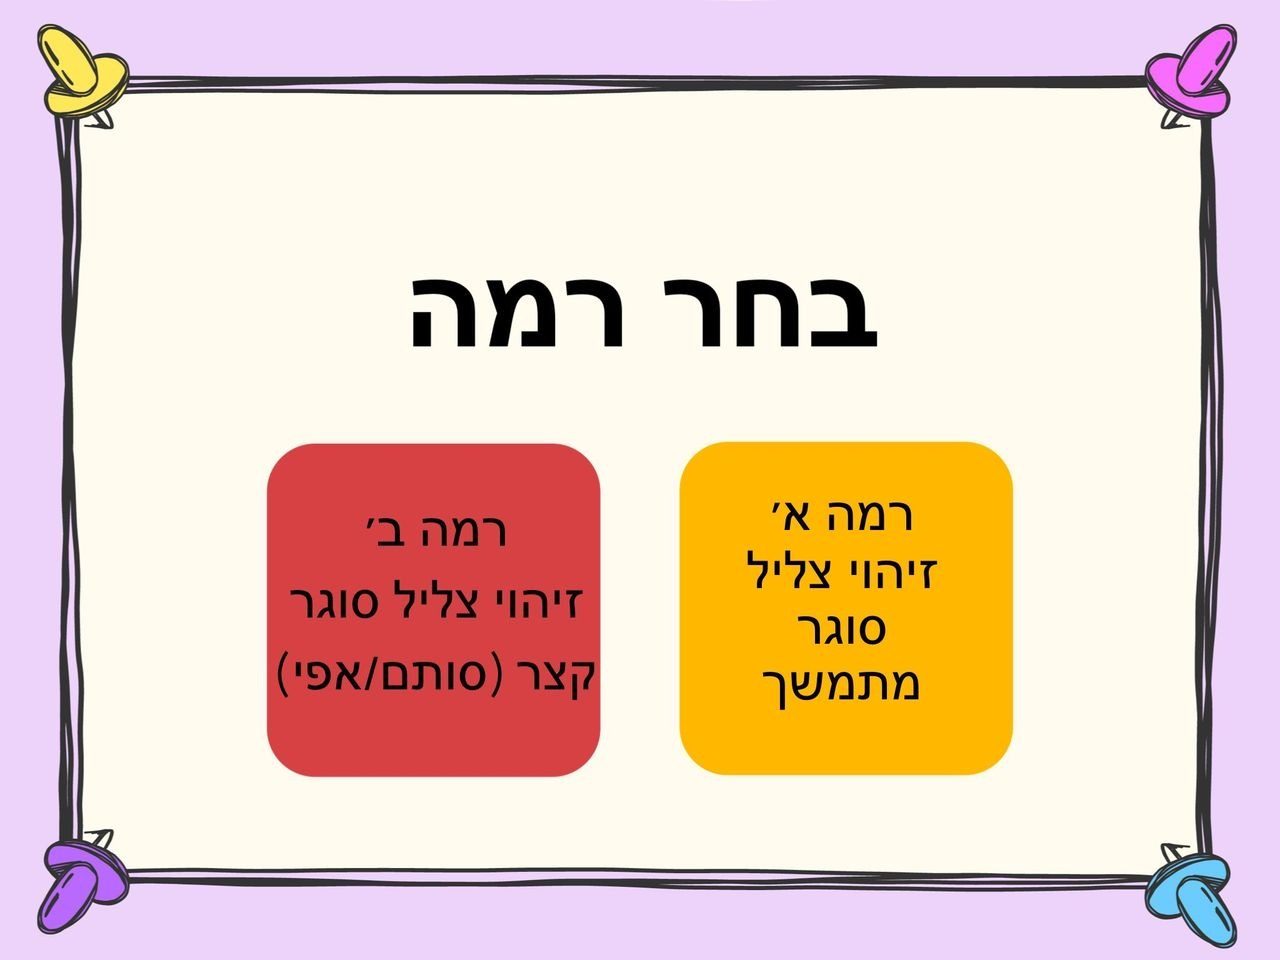 בחר רמה
רמה א׳
זיהוי צליל
סוגר
מתמשך
רמה ב׳
זיהוי צליל סוגר
קצר (סותם/אפי)